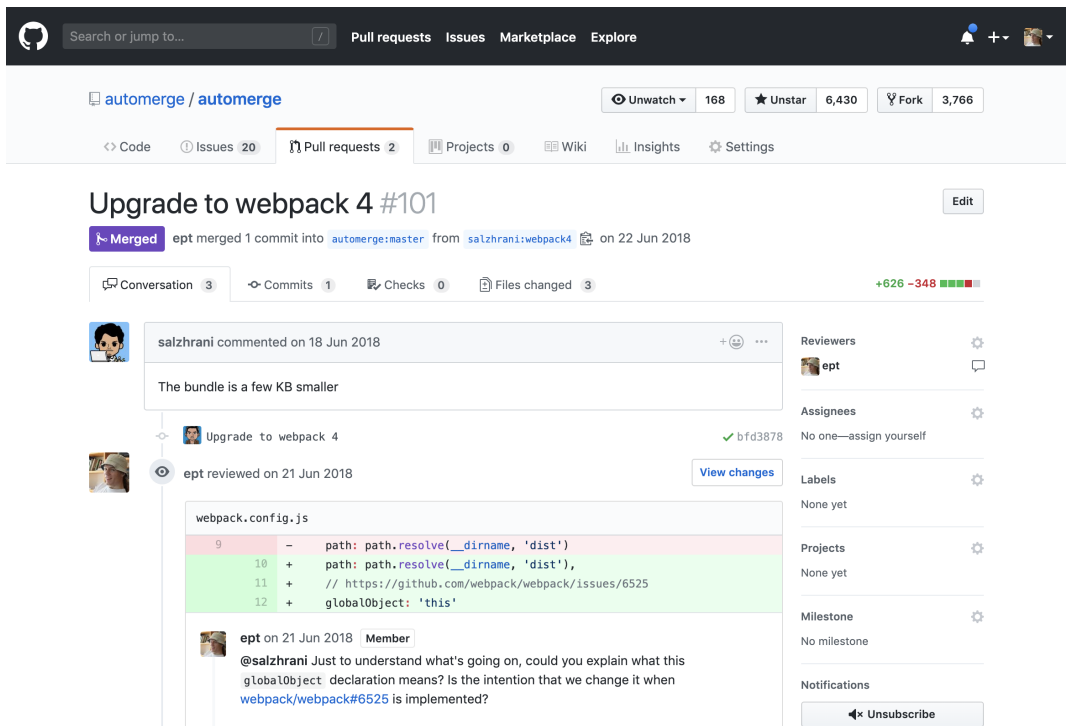 Search or jump to... / Pull requests Issues Marketplace Explore
automerge / automerge Unwatch 168 Unstar 6,430 Fork 3,766
Code Issues 20 Pull requests 2 Projects 0 Wiki Insights Settings
Upgrade to webpack 4 #101 Edit
Merged ept merged 1 commit into automerge:master from salzhrani:webpack4 on 22 Jun 2018
Conversation 3 Commits 1 Checks 0 Files changed 3 +626 −348
salzhrani commented on 18 Jun 2018
The bundle is a few KB smaller
Upgrade to webpack 4 bfd3878
ept reviewed on 21 Jun 2018 View changes
webpack.config.js
9 - path: path.resolve(__dirname, 'dist')
10 + path: path.resolve(__dirname, 'dist'),
11 + // https://github.com/webpack/webpack/issues/6525
12 + globalObject: 'this'
ept on 21 Jun 2018 Member
@salzhrani Just to understand what's going on, could you explain what this
globalObject declaration means? Is the intention that we change it when
webpack/webpack#6525 is implemented?
Reviewers
ept
Assignees
No one—assign yourself
Labels
None yet
Projects
None yet
Milestone
No milestone
Notifications
Unsubscribe